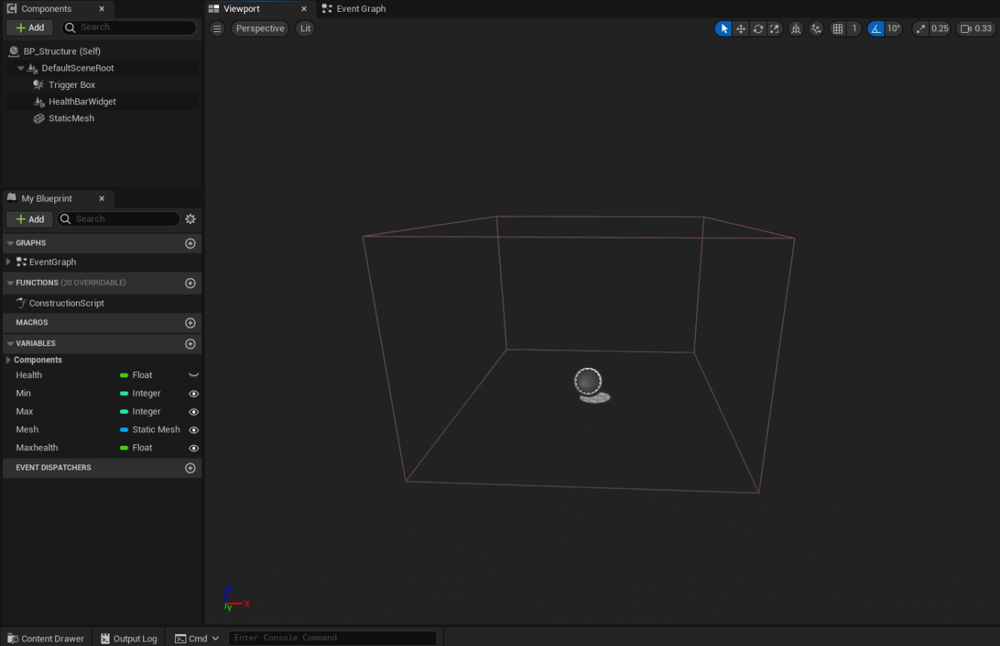 Components
Add
Search
BP_Structure (Self)
DefaultSceneRoot
Trigger Box
HealthBarWidget
StaticMesh
My Blueprint
Add
Search
GRAPHS
EventGraph
FUNCTIONS (20 OVERRIDABLE)
ConstructionScript
MACROS
VARIABLES
Components
Health Float
Min Integer
Max Integer
Mesh Static Mesh
Maxhealth Float
EVENT DISPATCHERS
Viewport Event Graph
Perspective Lit 1 10° 0.25 0.33
Z
X
Y
Content Drawer Output Log Cmd Enter Console Command